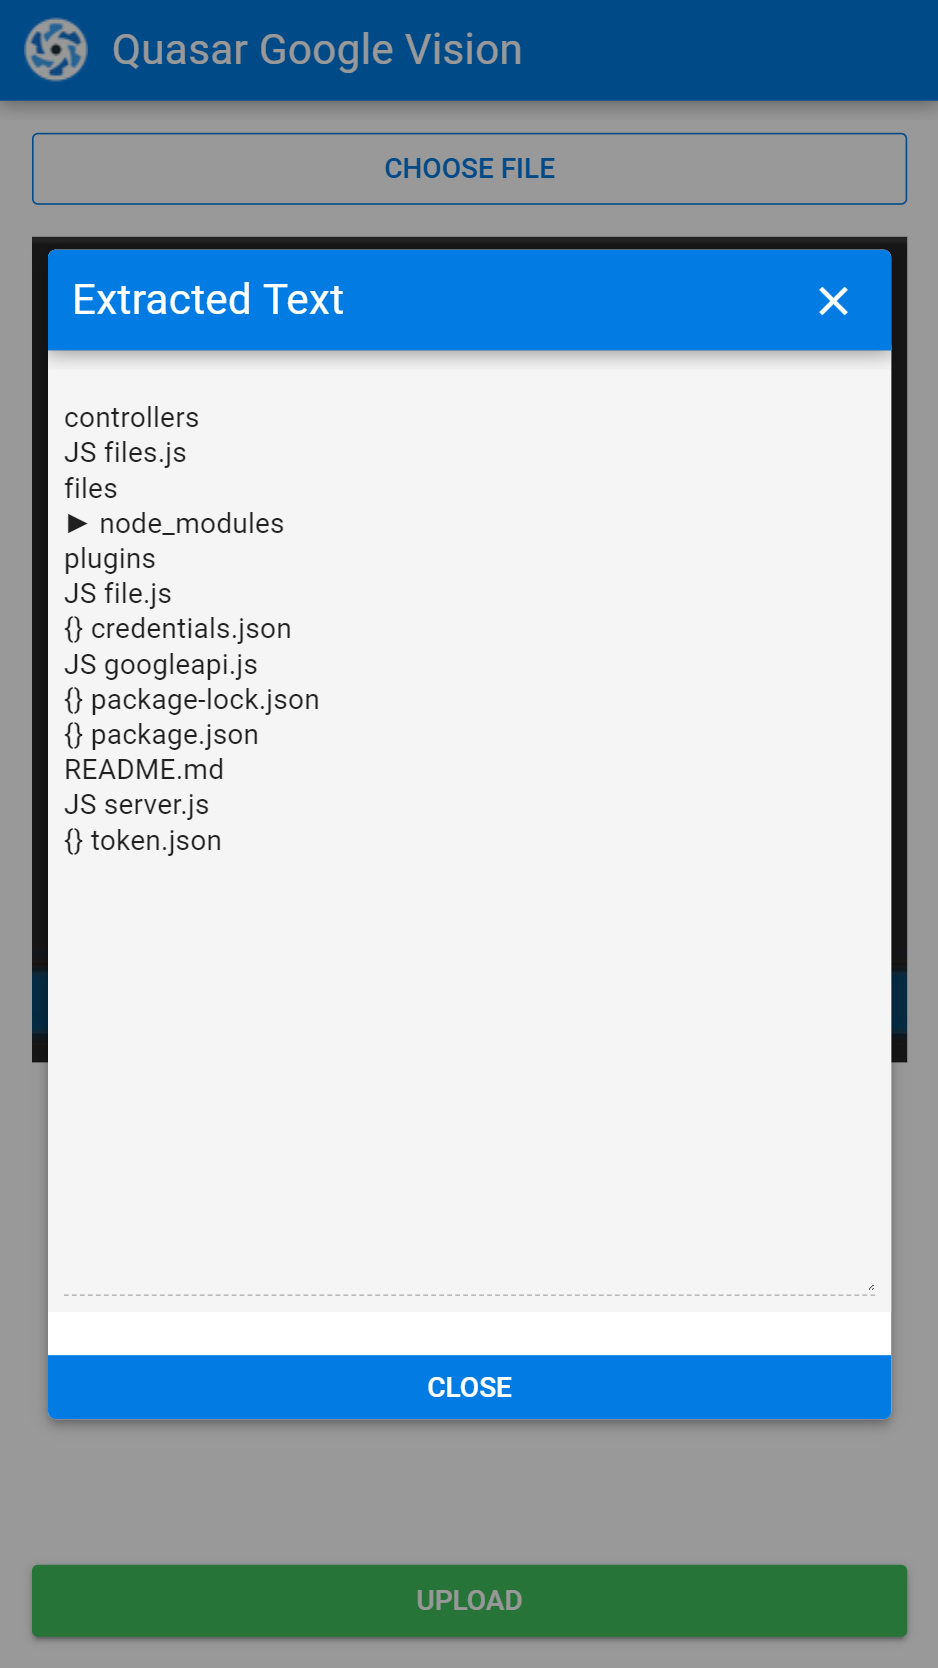 Quasar Google Vision
CHOOSE FILE
Extracted Text
controllers
JS files.js
files
► node_modules
plugins
JS file.js
{} credentials.json
JS googleapi.js
{} package-lock.json
{} package.json
README.md
JS server.js
{} token.json
CLOSE
UPLOAD